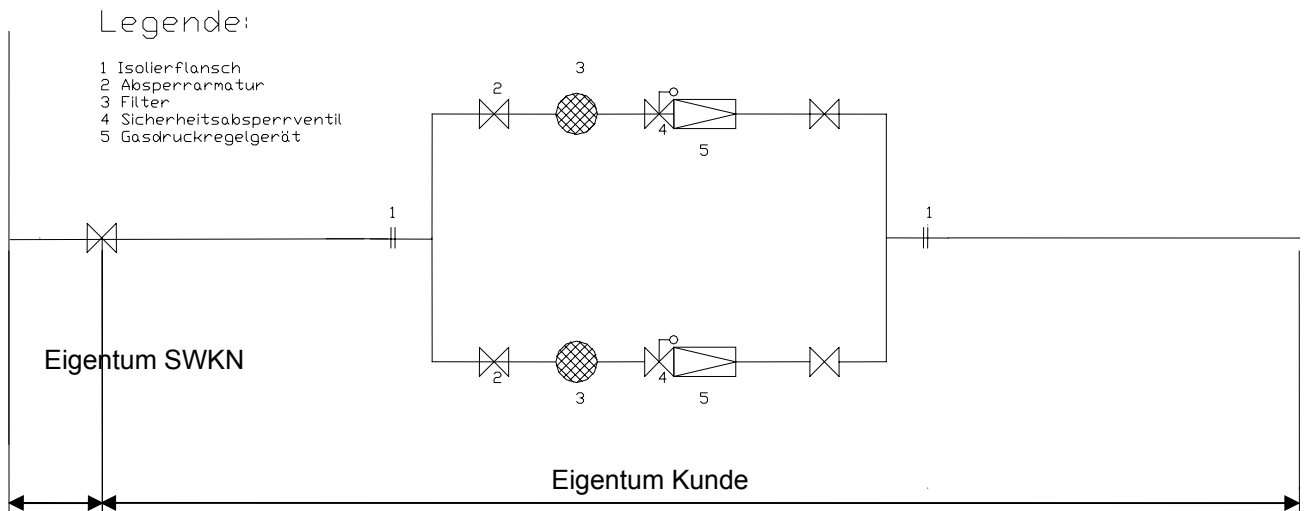 Legende:
1 Isolierflansch
2 Absperrarmatur
3 Filter
4 Sicherheitsabsperrventil
5 Gasdruckregelgerät
3
2
4
5
1
1
Eigentum SWKN
2
4
3
5
Eigentum Kunde